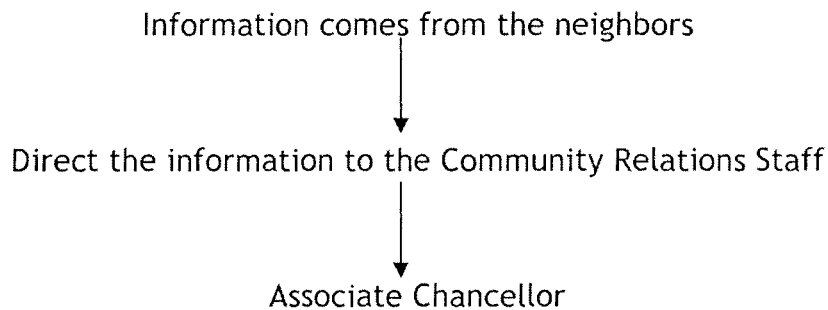 Information comes from the neighbors
Direct the information to the Community Relations Staff
Associate Chancellor